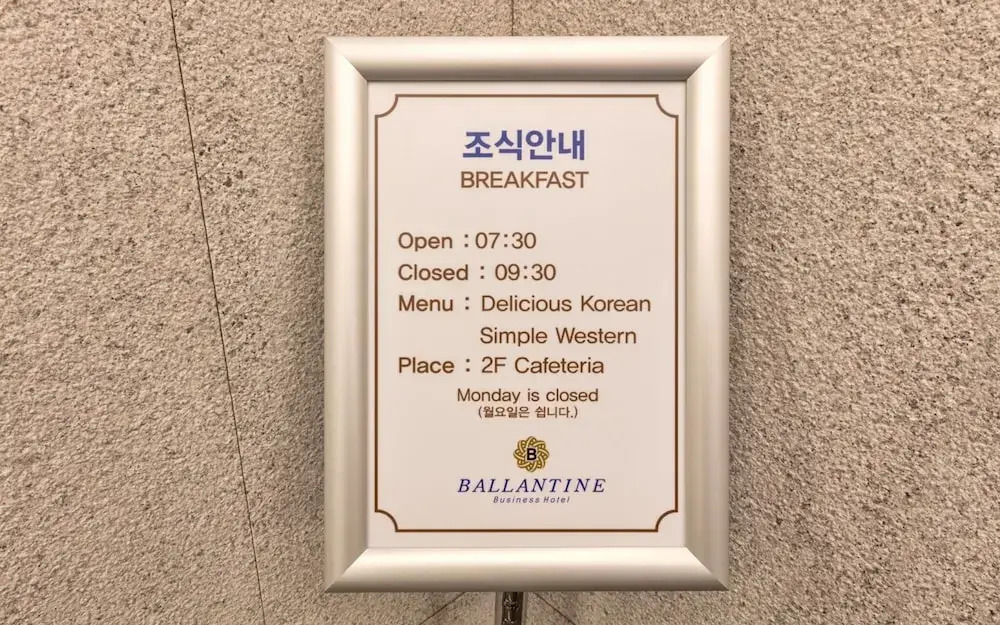 조식안내
BREAKFAST
Open : 07:30
Closed : 09:30
Menu : Delicious Korean
Simple Western
Place : 2F Cafeteria
Monday is closed
(월요일은 쉽니다.)
B
BALLANTINE
Business Hotel